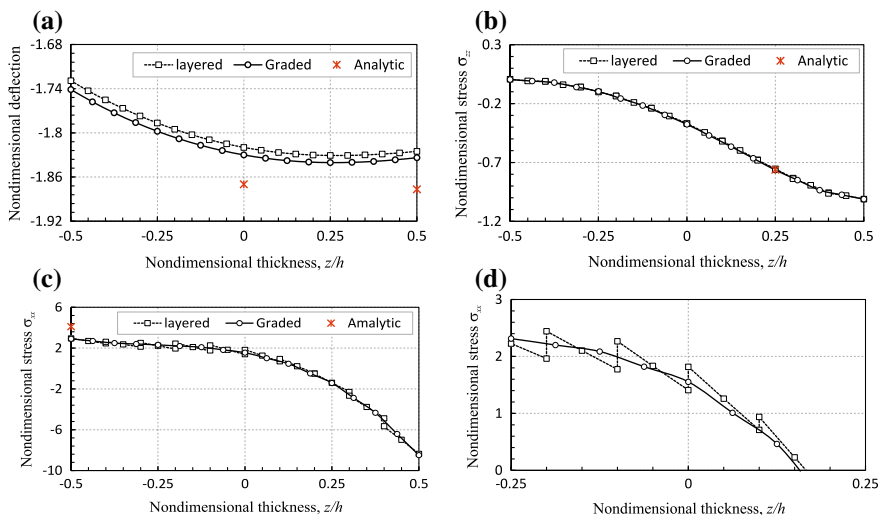 (a)
-1.68
-1.74
-1.8
-1.86
-1.92
Nondimensional deflection
layered Graded Analytic
-0.5 -0.25 0 0.25 0.5
Nondimensional thickness, z/h
(b)
0.3
-0.2
-0.7
-1.2
Nondimensional stress σzz
layered Graded Analytic
-0.5 -0.25 0 0.25 0.5
Nondimensional thickness, z/h
(c)
6
2
-2
-6
-10
Nondimensional stress σxx
layered Graded Amalytic
-0.5 -0.25 0 0.25 0.5
Nondimensional thickness, z/h
(d)
3
2
1
0
Nondimensional stress σxx
-0.25 0 0.25
Nondimensional thickness, z/h